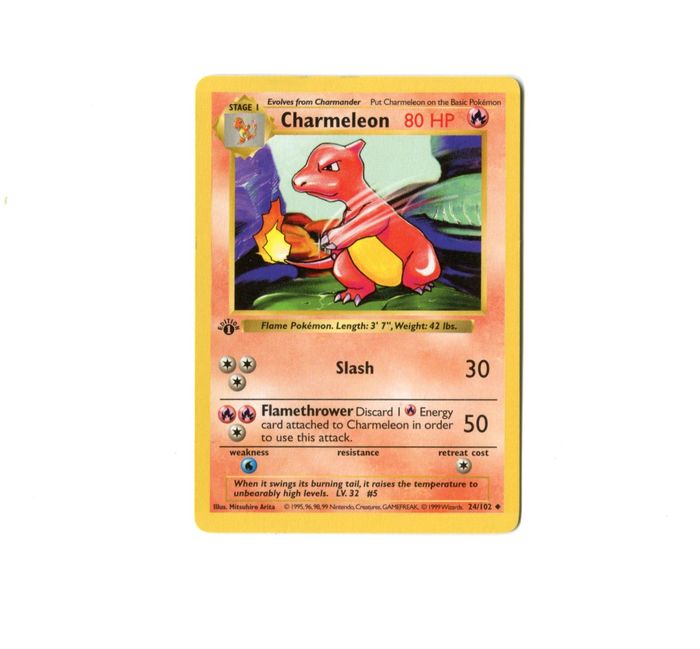 Evolves from Charmander Put Charmeleon on the Basic Pokémon
STAGE 1
Charmeleon 80 HP
Flame Pokémon. Length: 3' 7", Weight: 42 lbs.
EDITION
1
Slash 30
Flamethrower Discard 1 Energy
card attached to Charmeleon in order
to use this attack.
50
weakness resistance retreat cost
When it swings its burning tail, it raises the temperature to
unbearably high levels. LV. 32 #5
Illus. Mitsuhiro Arita © 1995, 96, 98, 99 Nintendo, Creatures, GAMEFREAK. © 1999 Wizards. 24/102